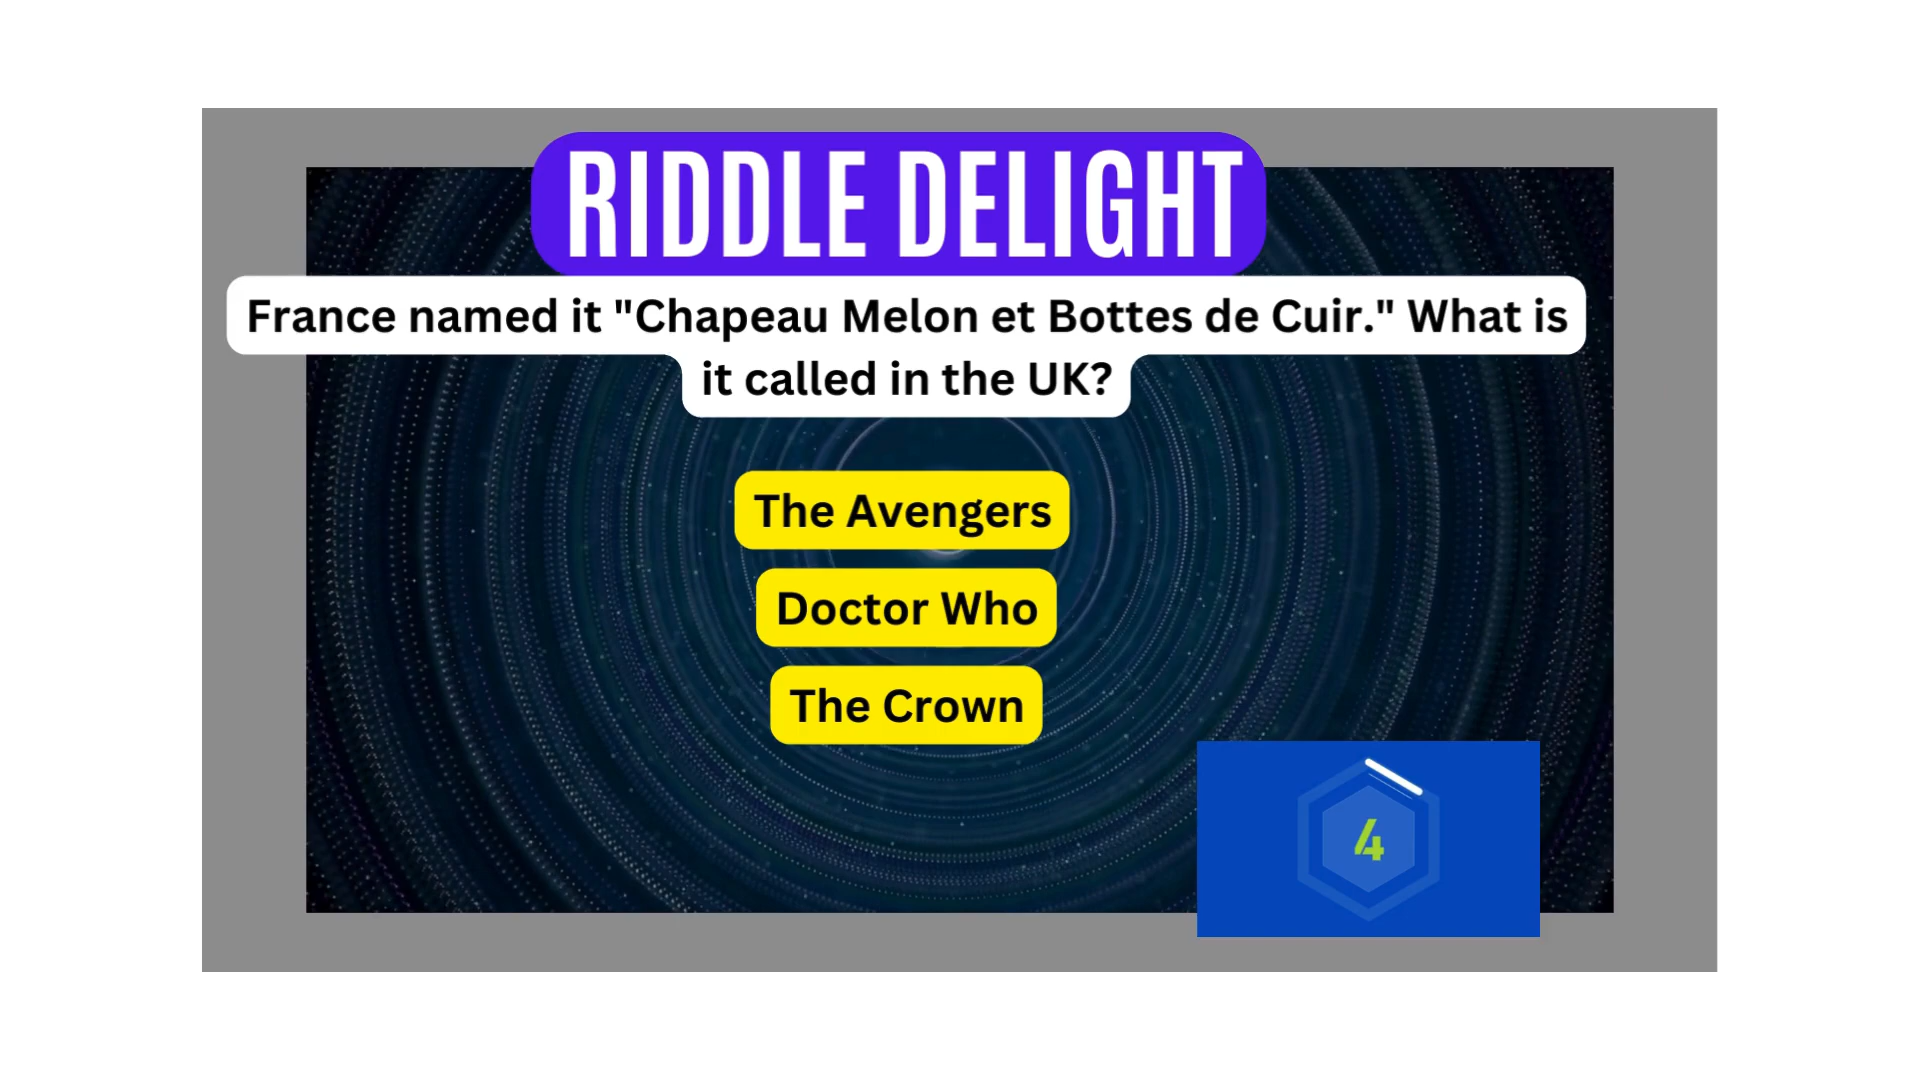 RIDDLE DELIGHT
France named it "Chapeau Melon et Bottes de Cuir." What is
it called in the UK?
The Avengers
Doctor Who
The Crown
4